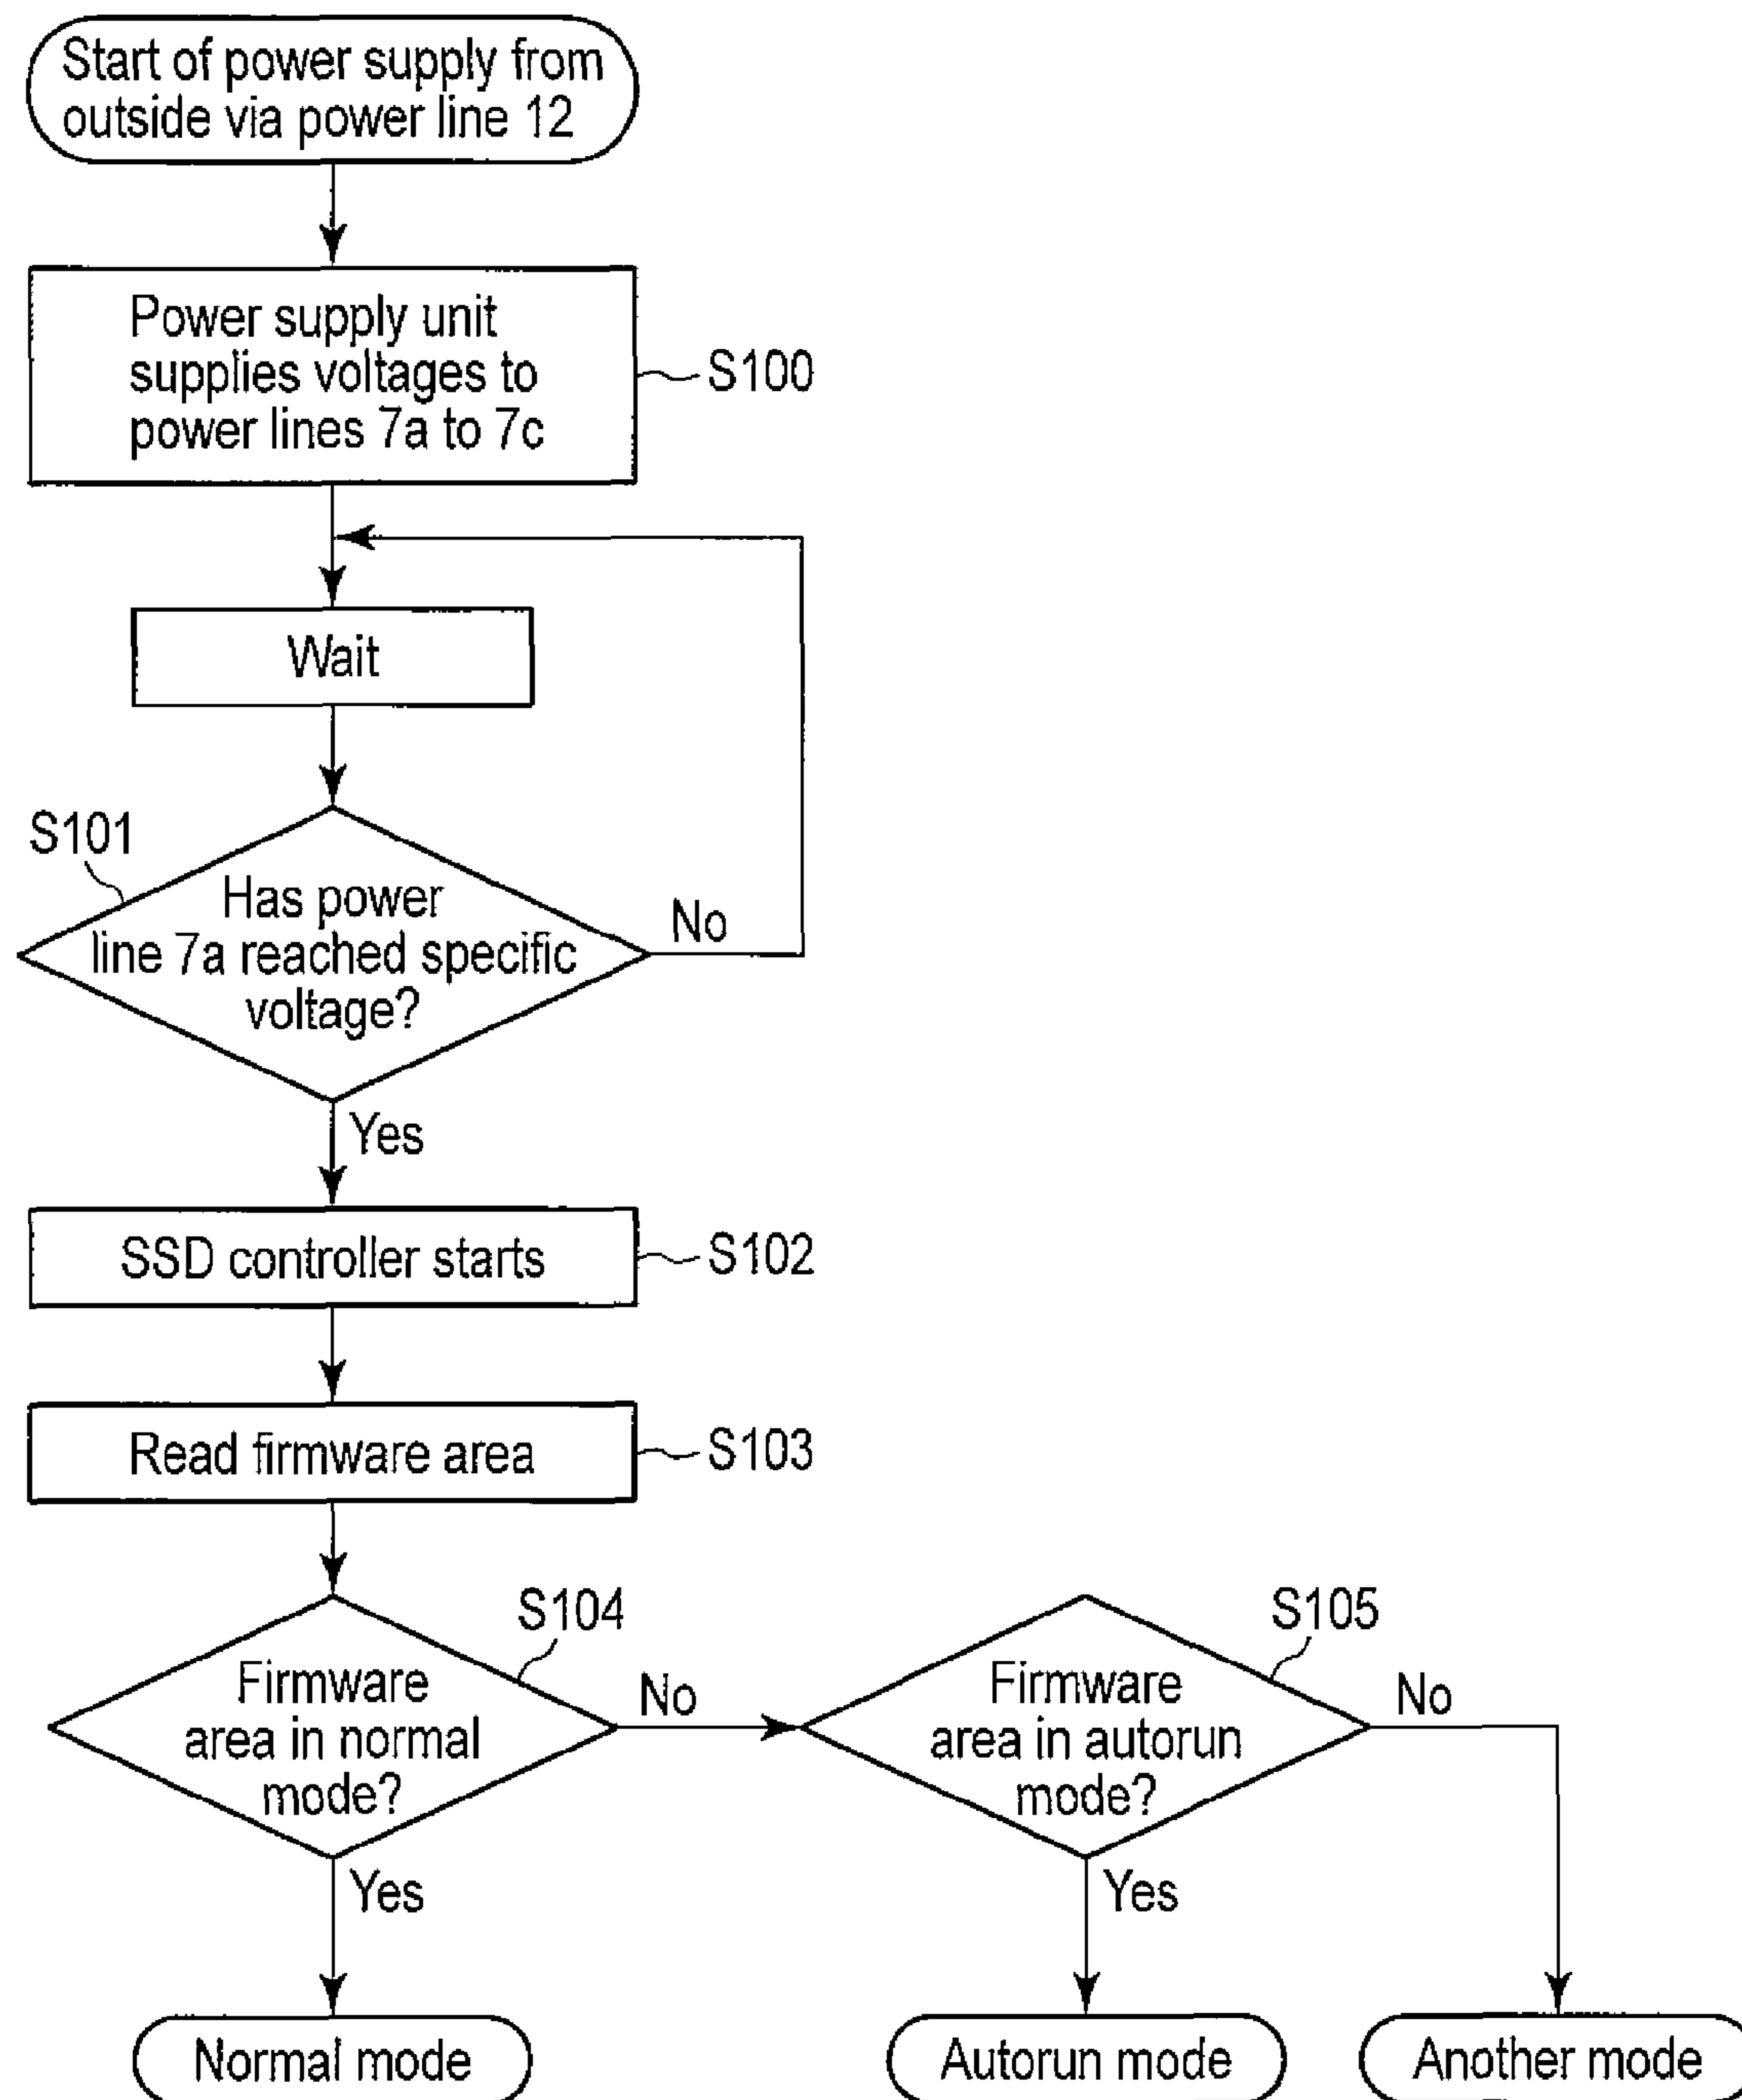 Start of power supply from
outside via power line 12
Power supply unit
supplies voltages to
power lines 7a to 7c
S100
Wait
S101
Has power
line 7a reached specific
voltage?
No
Yes
SSD controller starts
S102
Read firmware area
S103
S104
Firmware
area in normal
mode?
No
S105
Firmware
area in autorun
mode?
No
Yes
Yes
Normal mode
Autorun mode
Another mode